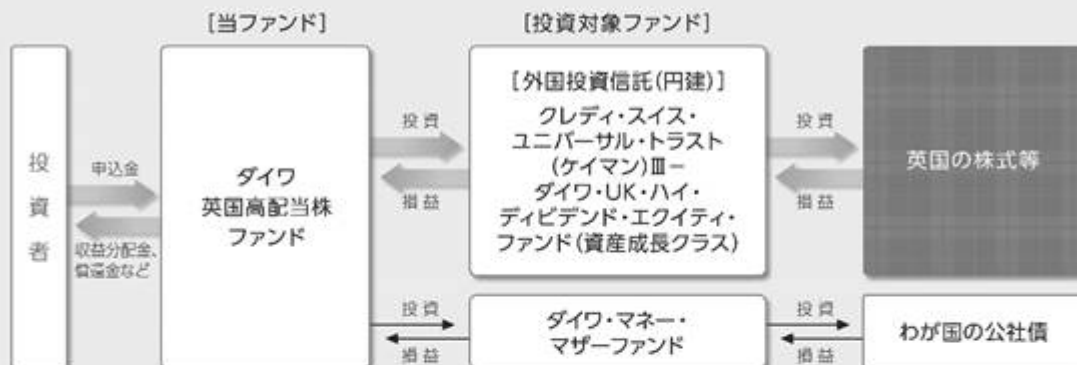 [当ファンド]
[投資対象ファンド]
投資者
申込金
収益分配金、
償還金など
ダイワ
英国高配当株
ファンド
投資
損益
[外国投資信託(円建)]
クレディ・スイス・
ユニバーサル・トラスト
(ケイマン)Ⅲ－
ダイワ・UK・ハイ・
ディビデンド・エクイティ・
ファンド(資産成長クラス)
投資
損益
英国の株式等
投資
損益
ダイワ・マネー・
マザーファンド
投資
損益
わが国の公社債